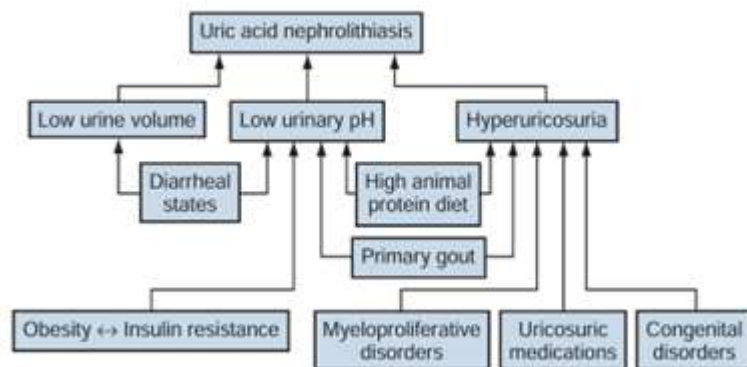 Uric acid nephrolithiasis
Low urine volume
Low urinary pH
Hyperuricosuria
Diarrheal
states
High animal
protein diet
Primary gout
Obesity ↔ Insulin resistance
Myeloproliferative
disorders
Uricosuric
medications
Congenital
disorders